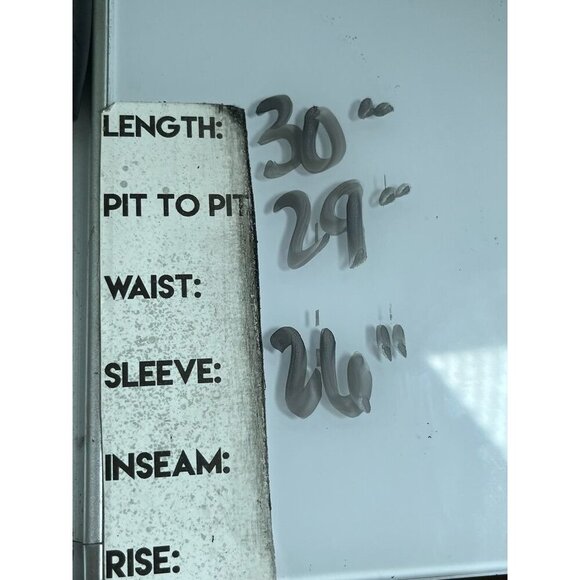 LENGTH: 30"
PIT TO PIT 29"
WAIST:
SLEEVE: 26"
INSEAM:
RISE: